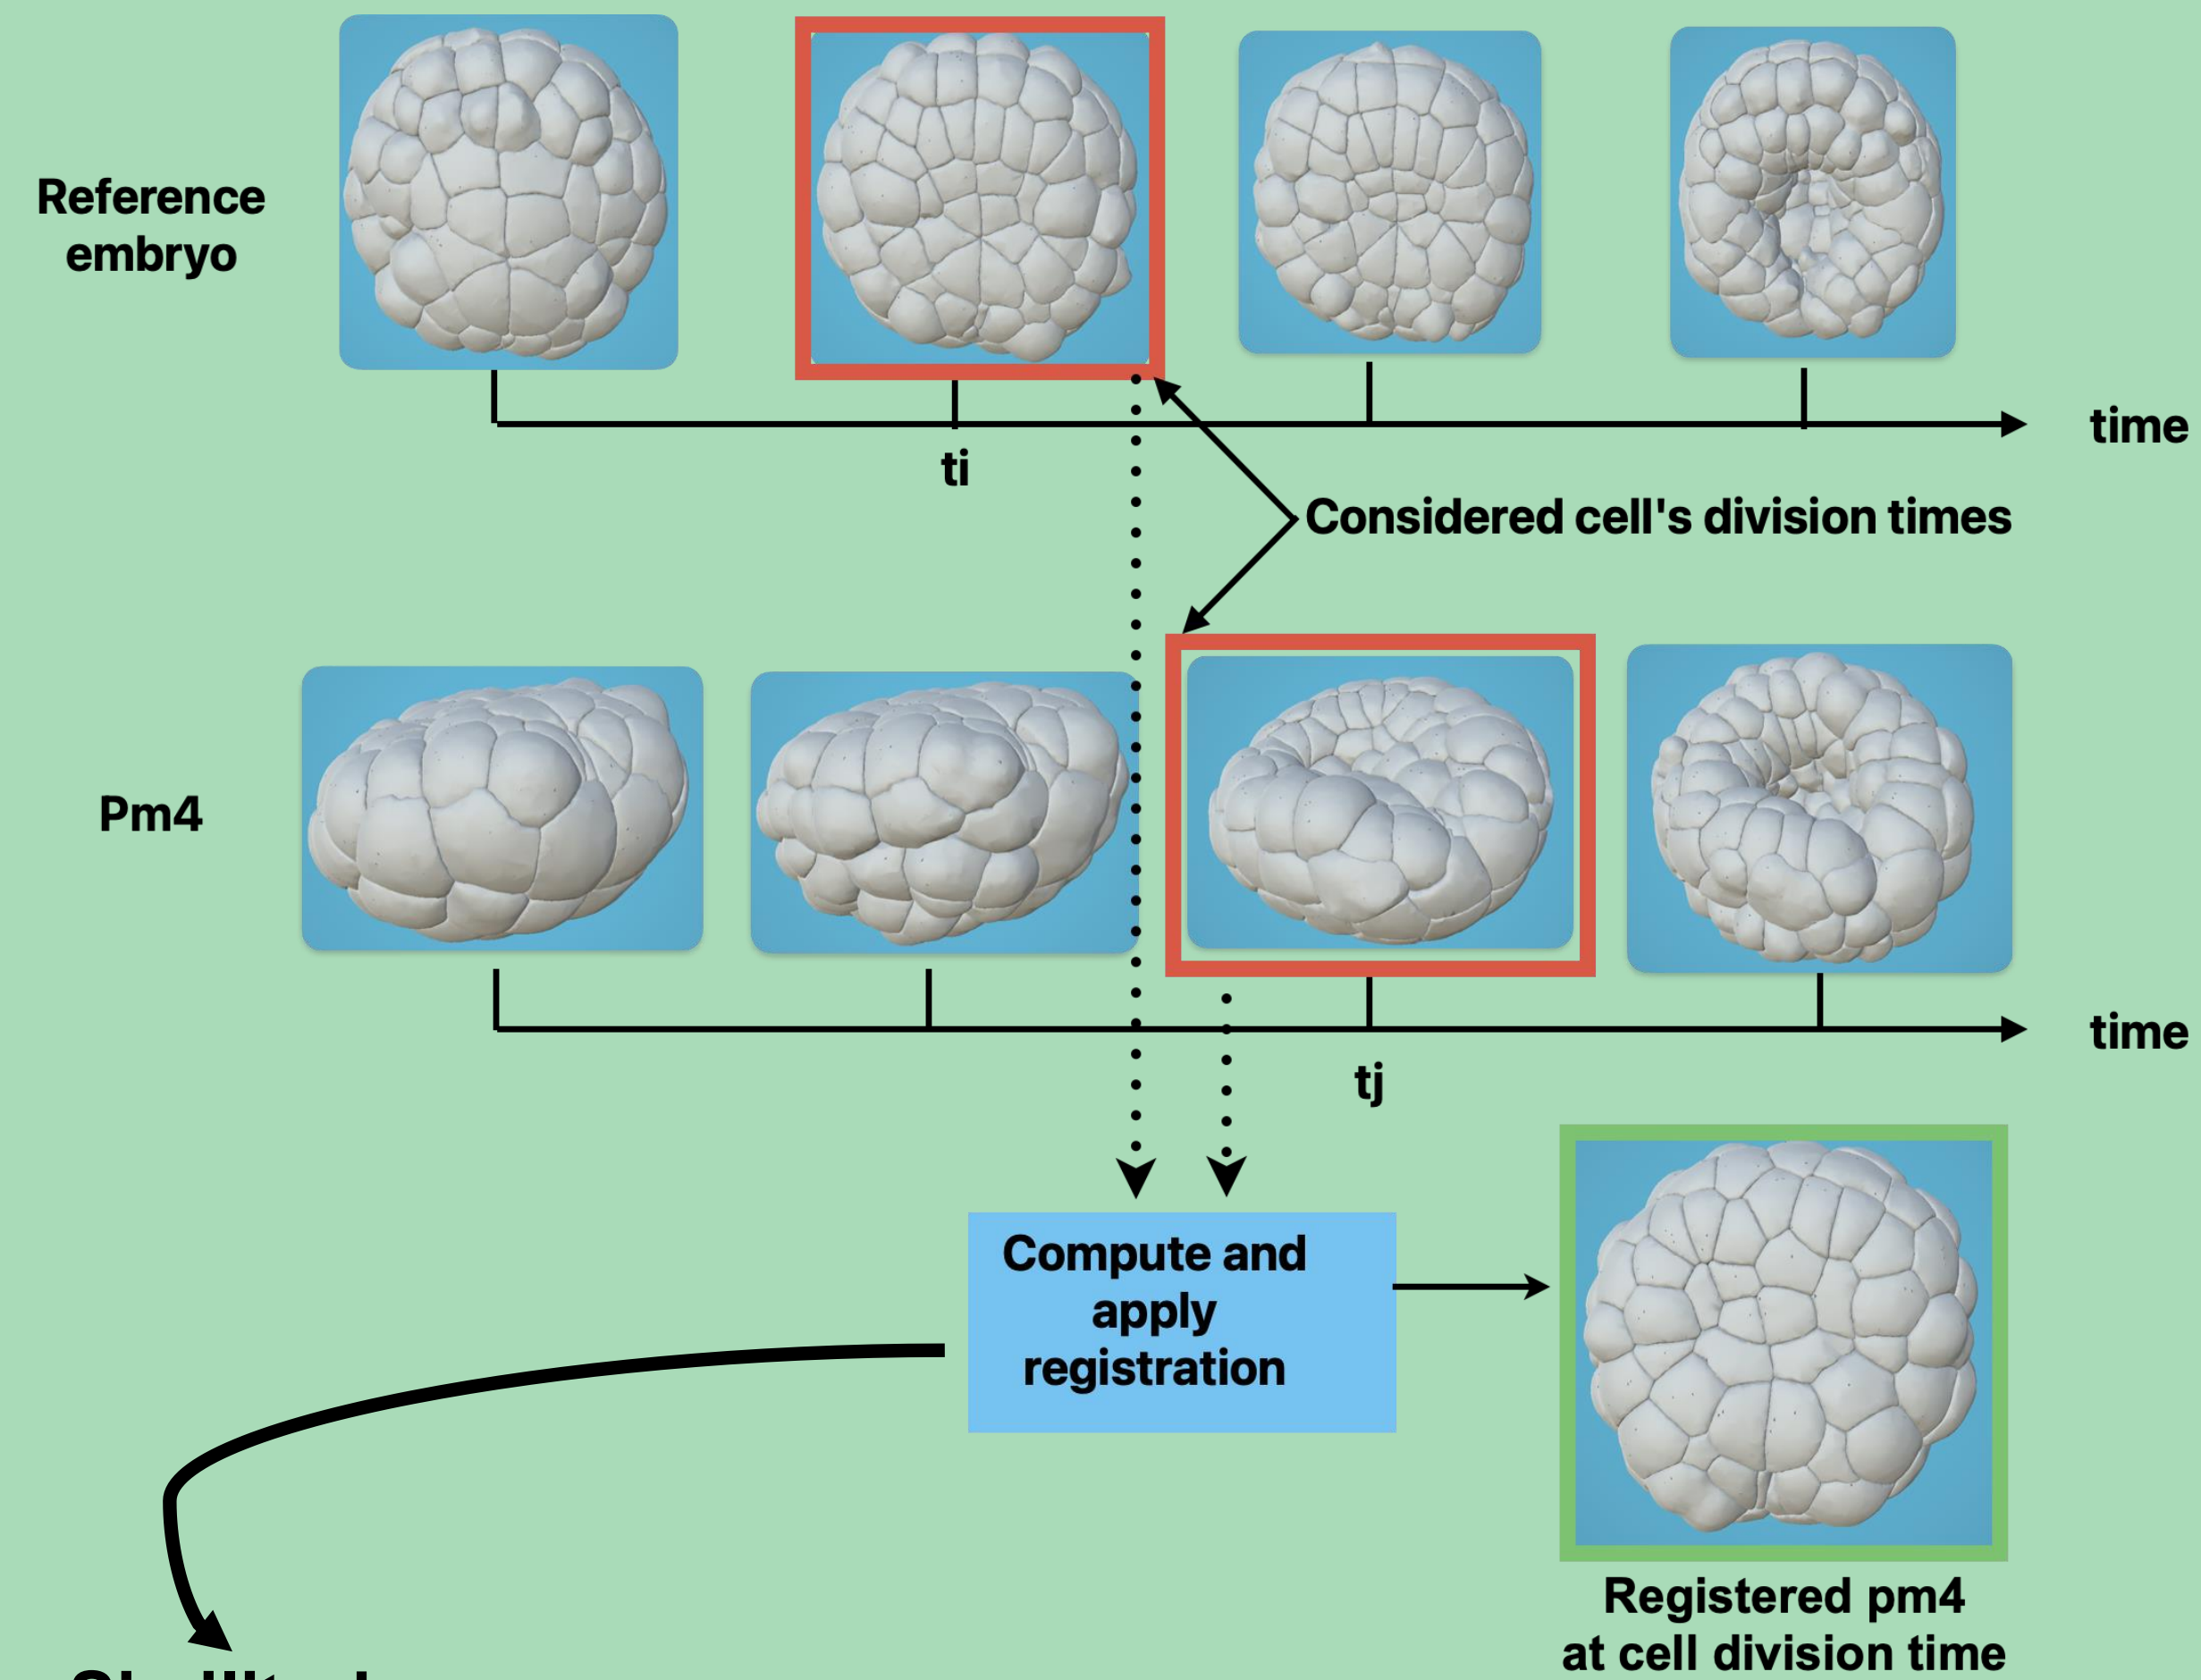 Reference
embryo
time
ti
Considered cell's division times
Pm4
time
tj
Compute and
apply
registration
Registered pm4
at cell division time